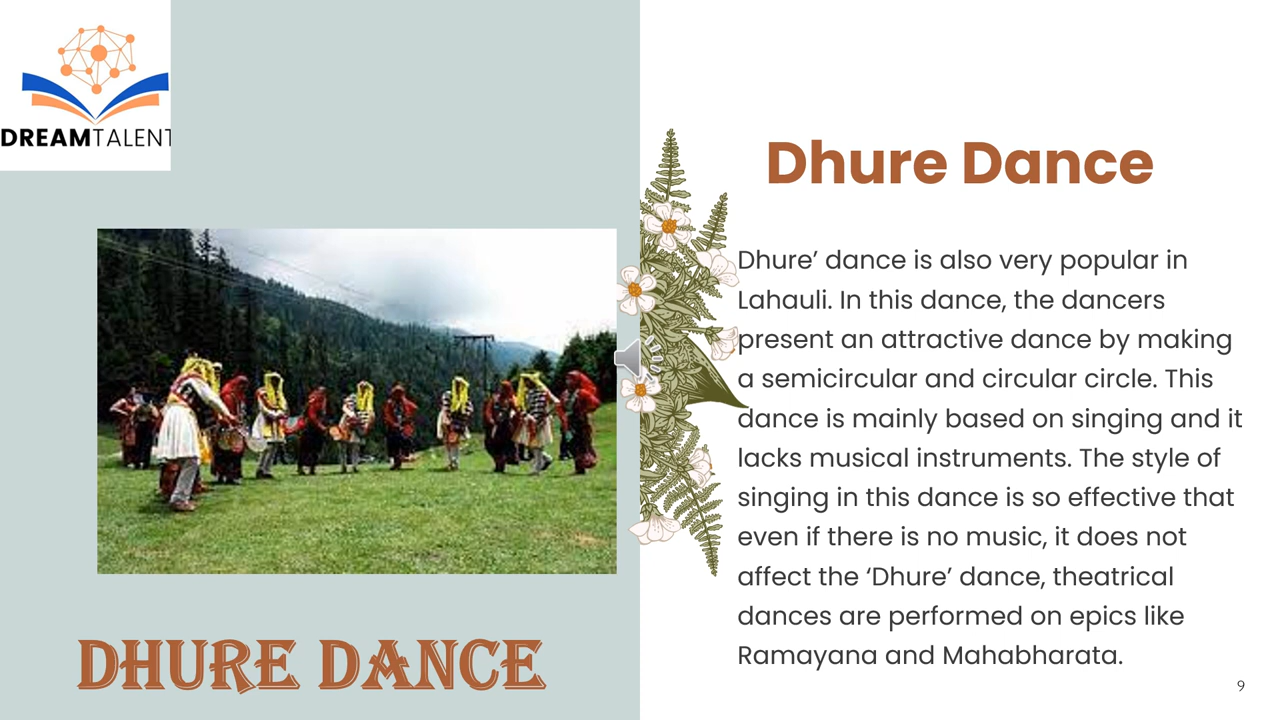 DREAMTALENT
Dhure Dance
Dhure’ dance is also very popular in
Lahauli. In this dance, the dancers
present an attractive dance by making
a semicircular and circular circle. This
dance is mainly based on singing and it
lacks musical instruments. The style of
singing in this dance is so effective that
even if there is no music, it does not
affect the ‘Dhure’ dance, theatrical
dances are performed on epics like
Ramayana and Mahabharata.
DHURE DANCE
9